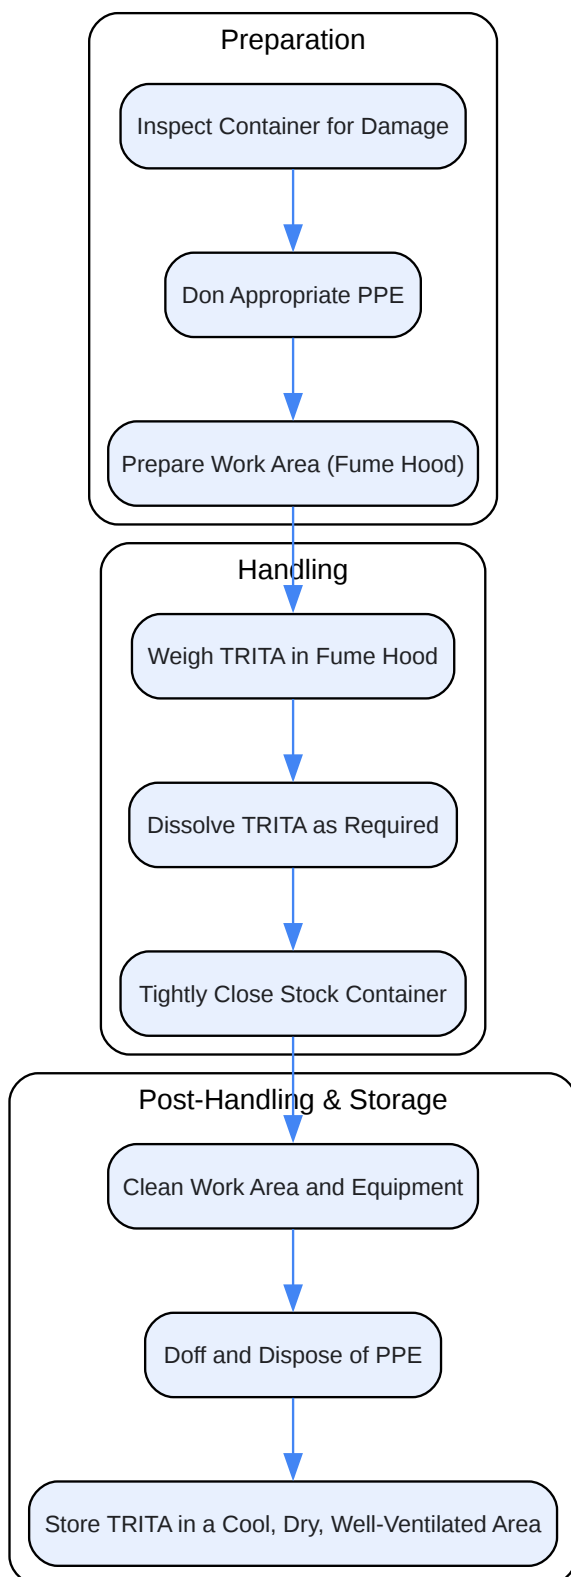 Preparation
Inspect Container for Damage
Don Appropriate PPE
Prepare Work Area (Fume Hood)
Handling
Weigh TRITA in Fume Hood
Dissolve TRITA as Required
Tightly Close Stock Container
Post-Handling & Storage
Clean Work Area and Equipment
Doff and Dispose of PPE
Store TRITA in a Cool, Dry, Well-Ventilated Area